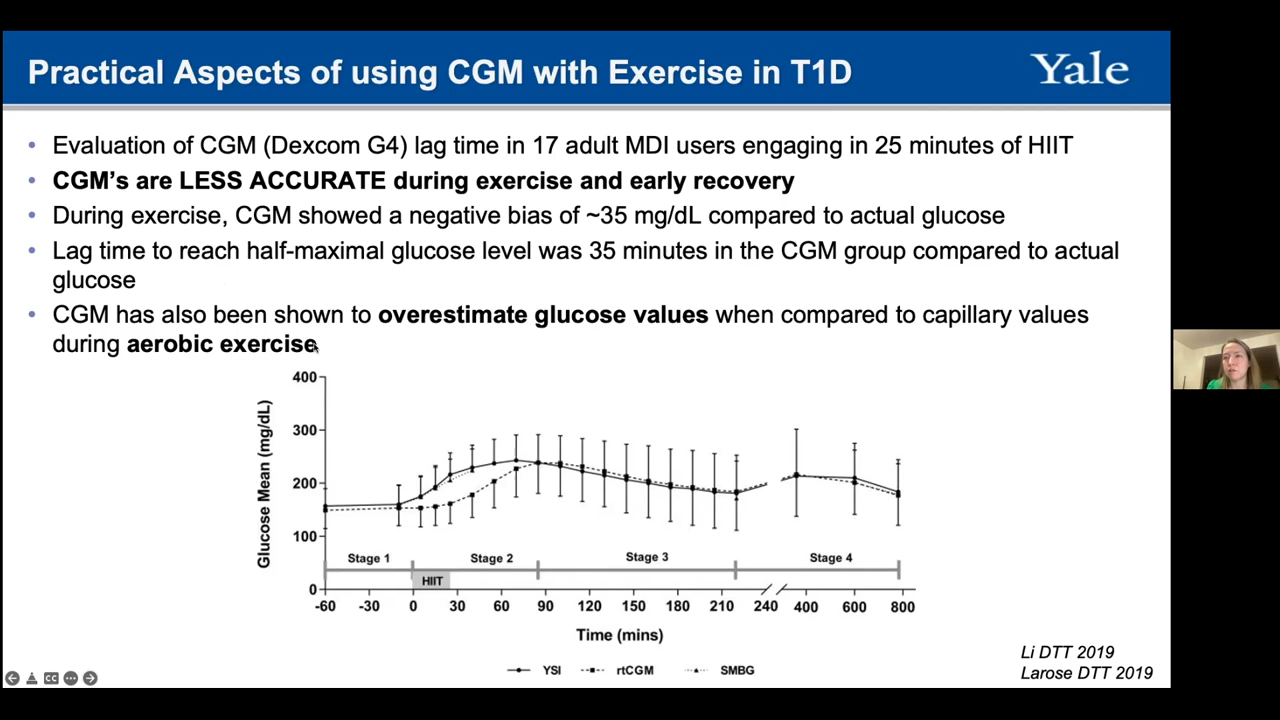 Practical Aspects of using CGM with Exercise in T1D
Yale
• Evaluation of CGM (Dexcom G4) lag time in 17 adult MDI users engaging in 25 minutes of HIIT
• CGM's are LESS ACCURATE during exercise and early recovery
• During exercise, CGM showed a negative bias of ~35 mg/dL compared to actual glucose
• Lag time to reach half-maximal glucose level was 35 minutes in the CGM group compared to actual
glucose
• CGM has also been shown to overestimate glucose values when compared to capillary values
during aerobic exercise
Glucose Mean (mg/dL)
400
300
200
100
0
Stage 1
Stage 2
Stage 3
Stage 4
HIIT
-60 -30 0 30 60 90 120 150 180 210 240 400 600 800
Time (mins)
YSI rtCGM SMBG
Li DTT 2019
Larose DTT 2019
CC